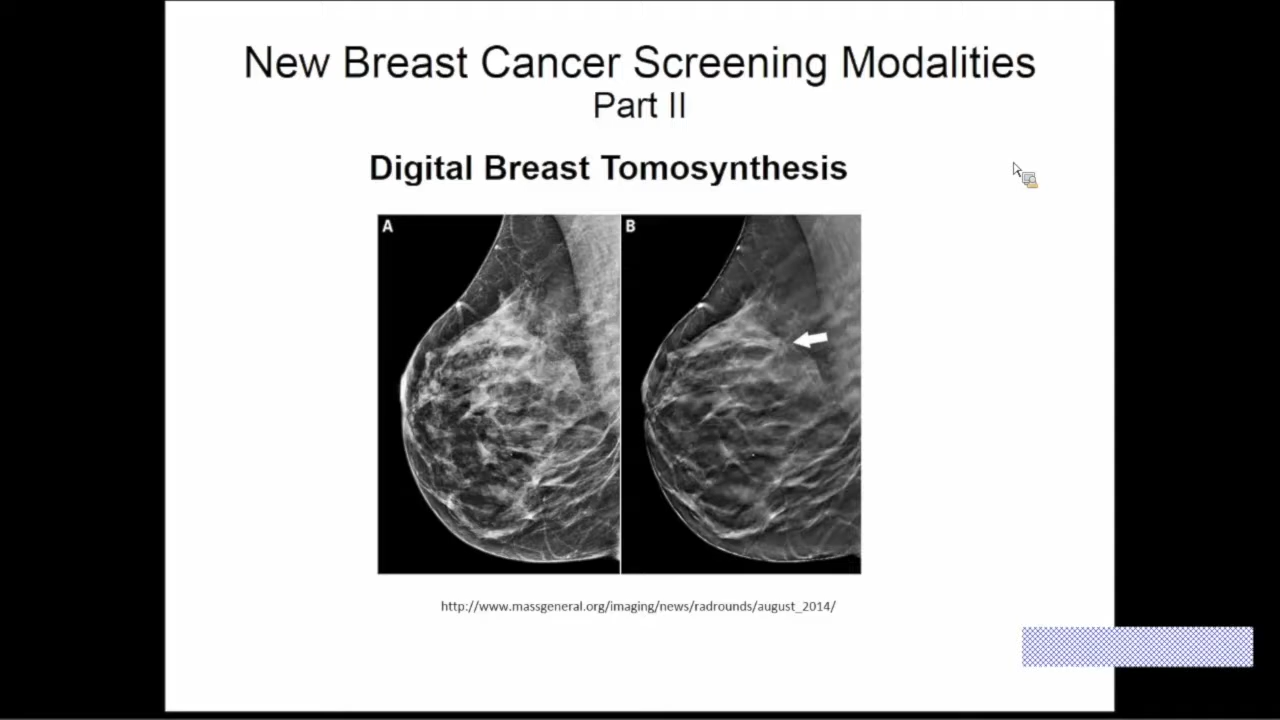 New Breast Cancer Screening Modalities
Part II
Digital Breast Tomosynthesis
A
B
http://www.massgeneral.org/imaging/news/radrounds/august_2014/